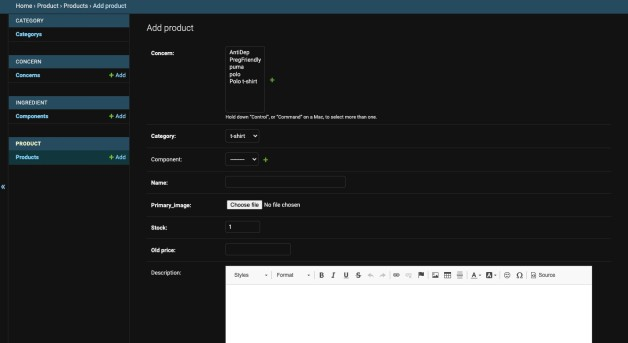 Home › Product › Products › Add product
CATEGORY
Categorys
CONCERN
Concerns + Add
INGREDIENT
Components + Add
PRODUCT
Products + Add
«
Add product
Concern:
AntiDep
PregFriendly
puma
polo
Polo t-shirt
+
Hold down "Control", or "Command" on a Mac, to select more than one.
Category: t-shirt
Component: ------ +
Name:
Primary_image: Choose file No file chosen
Stock: 1
Old price:
Description:
Styles Format B I U S A A Ω Source